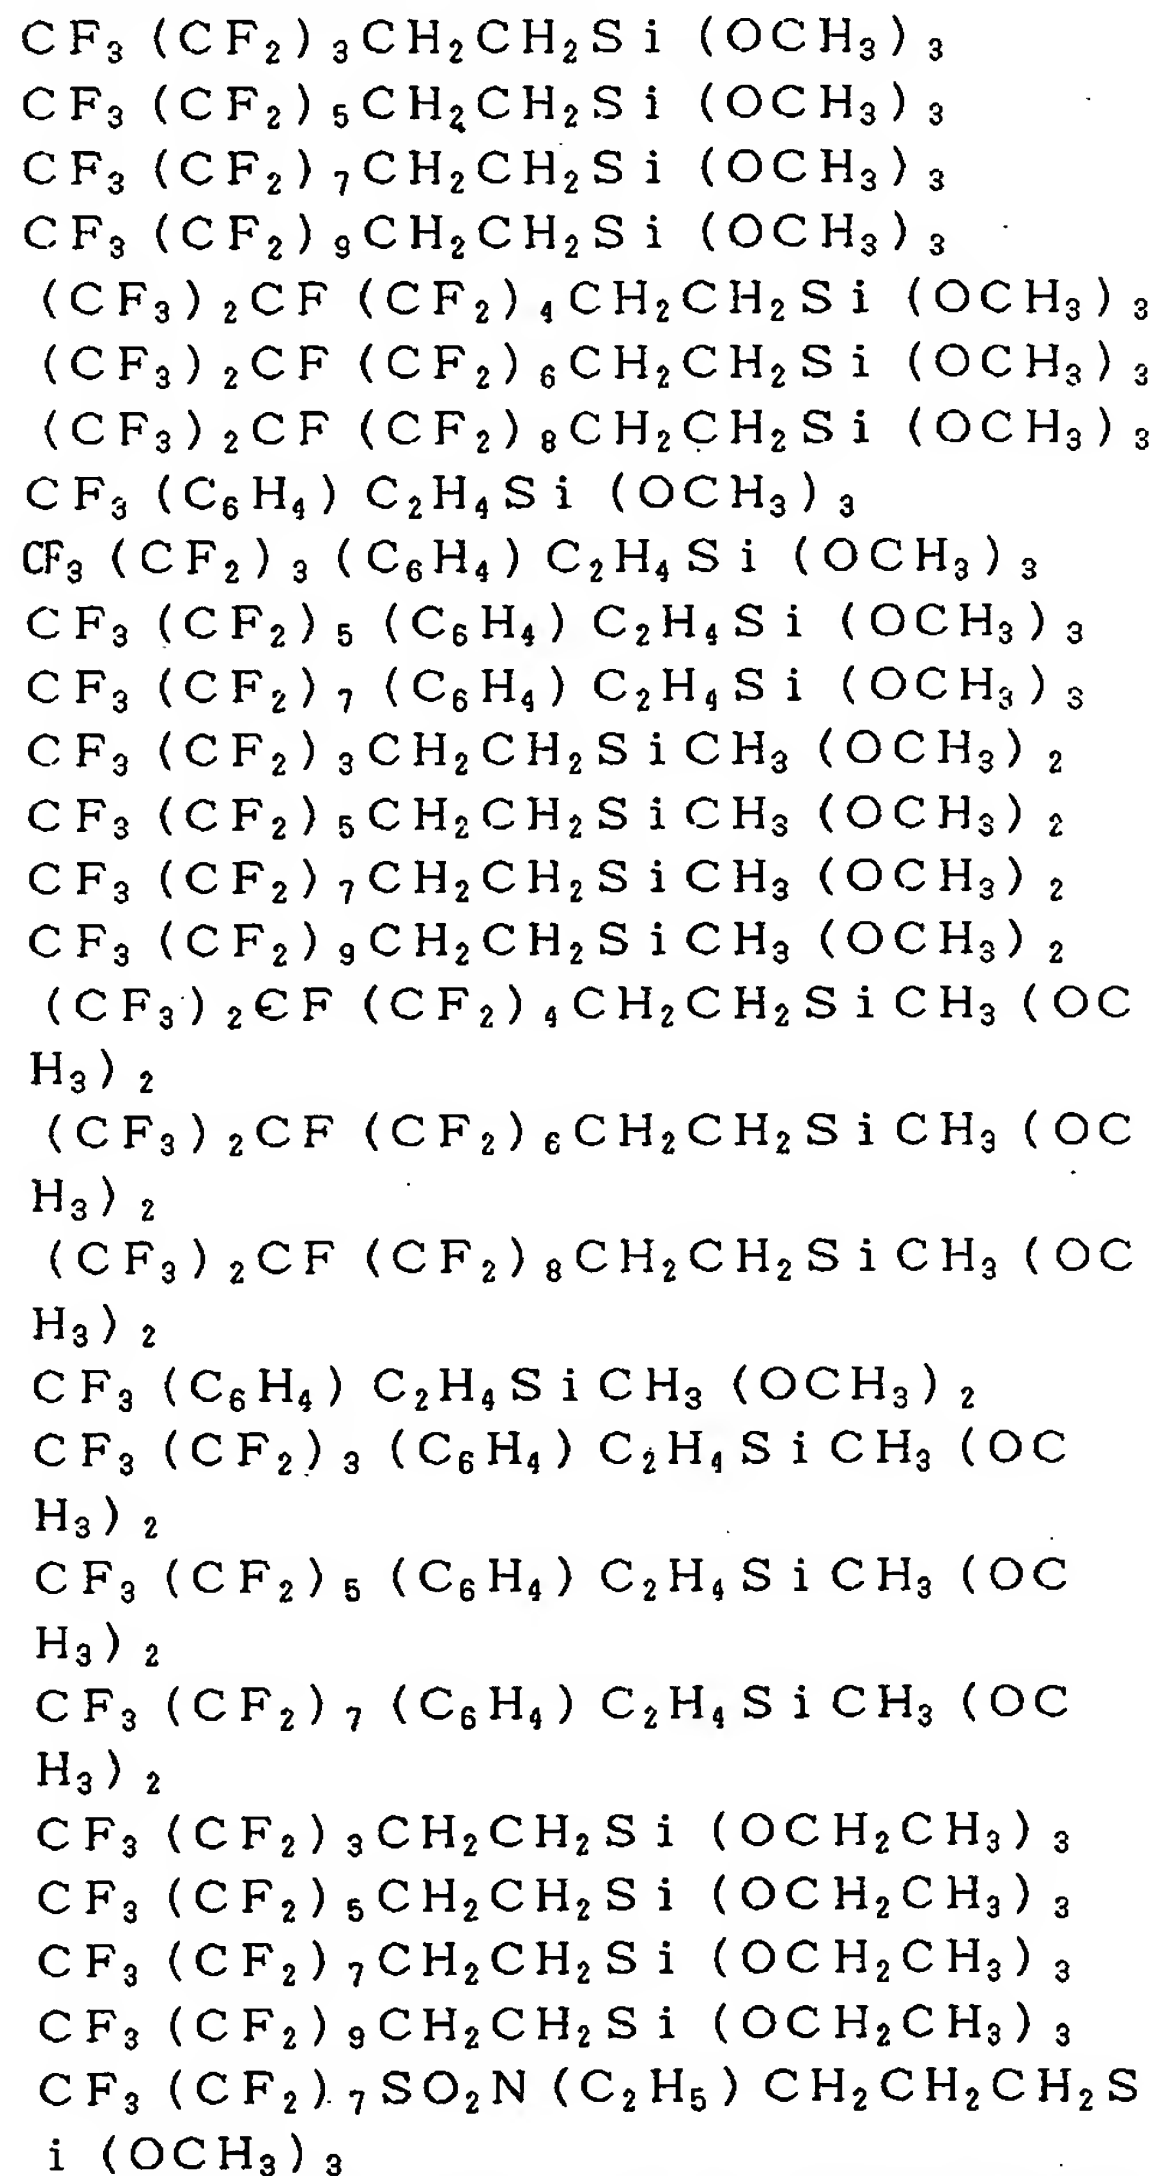 CF₃(CF₂)₃CH₂CH₂Si(OCH₃)₃
CF₃(CF₂)₅CH₂CH₂Si(OCH₃)₃
CF₃(CF₂)₇CH₂CH₂Si(OCH₃)₃
CF₃(CF₂)₉CH₂CH₂Si(OCH₃)₃
(CF₃)₂CF(CF₂)₄CH₂CH₂Si(OCH₃)₃
(CF₃)₂CF(CF₂)₆CH₂CH₂Si(OCH₃)₃
(CF₃)₂CF(CF₂)₈CH₂CH₂Si(OCH₃)₃
CF₃(C₆H₄)C₂H₄Si(OCH₃)₃
CF₃(CF₂)₃(C₆H₄)C₂H₄Si(OCH₃)₃
CF₃(CF₂)₅(C₆H₄)C₂H₄Si(OCH₃)₃
CF₃(CF₂)₇(C₆H₄)C₂H₄Si(OCH₃)₃
CF₃(CF₂)₃CH₂CH₂SiCH₃(OCH₃)₂
CF₃(CF₂)₅CH₂CH₂SiCH₃(OCH₃)₂
CF₃(CF₂)₇CH₂CH₂SiCH₃(OCH₃)₂
CF₃(CF₂)₉CH₂CH₂SiCH₃(OCH₃)₂
(CF₃)₂CF(CF₂)₄CH₂CH₂SiCH₃(OC
H₃)₂
(CF₃)₂CF(CF₂)₆CH₂CH₂SiCH₃(OC
H₃)₂
(CF₃)₂CF(CF₂)₈CH₂CH₂SiCH₃(OC
H₃)₂
CF₃(C₆H₄)C₂H₄SiCH₃(OCH₃)₂
CF₃(CF₂)₃(C₆H₄)C₂H₄SiCH₃(OC
H₃)₂
CF₃(CF₂)₅(C₆H₄)C₂H₄SiCH₃(OC
H₃)₂
CF₃(CF₂)₇(C₆H₄)C₂H₄SiCH₃(OC
H₃)₂
CF₃(CF₂)₃CH₂CH₂Si(OCH₂CH₃)₃
CF₃(CF₂)₅CH₂CH₂Si(OCH₂CH₃)₃
CF₃(CF₂)₇CH₂CH₂Si(OCH₂CH₃)₃
CF₃(CF₂)₉CH₂CH₂Si(OCH₂CH₃)₃
CF₃(CF₂)₇SO₂N(C₂H₅)CH₂CH₂CH₂S
i(OCH₃)₃